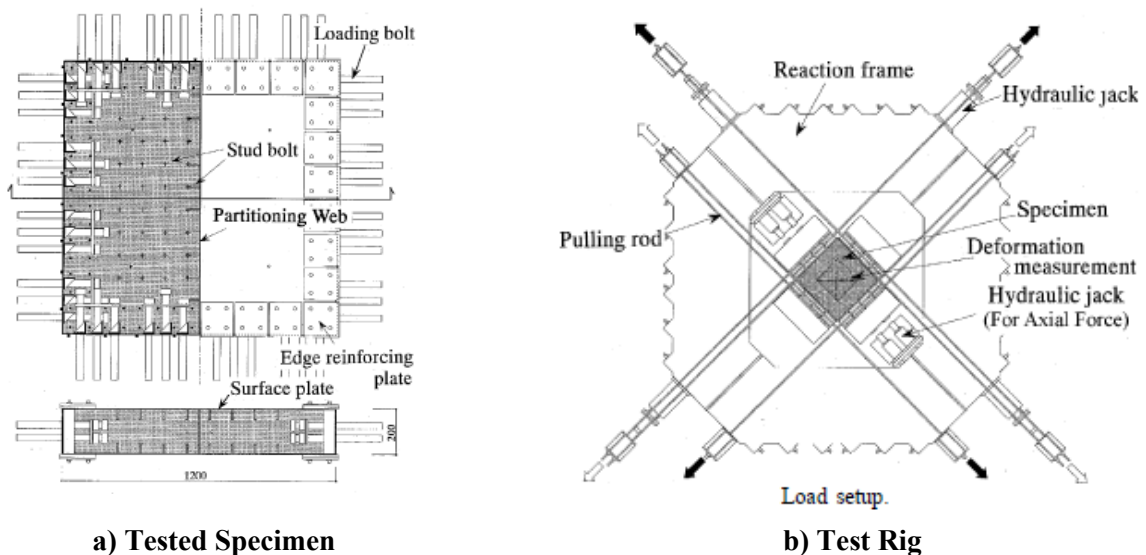 Loading bolt
Stud bolt
Partitioning Web
Edge reinforcing
plate
Surface plate
200
1200
a) Tested Specimen
Reaction frame
Hydraulic jack
Pulling rod
Specimen
Deformation
measurement
Hydraulic jack
(For Axial Force)
Load setup.
b) Test Rig